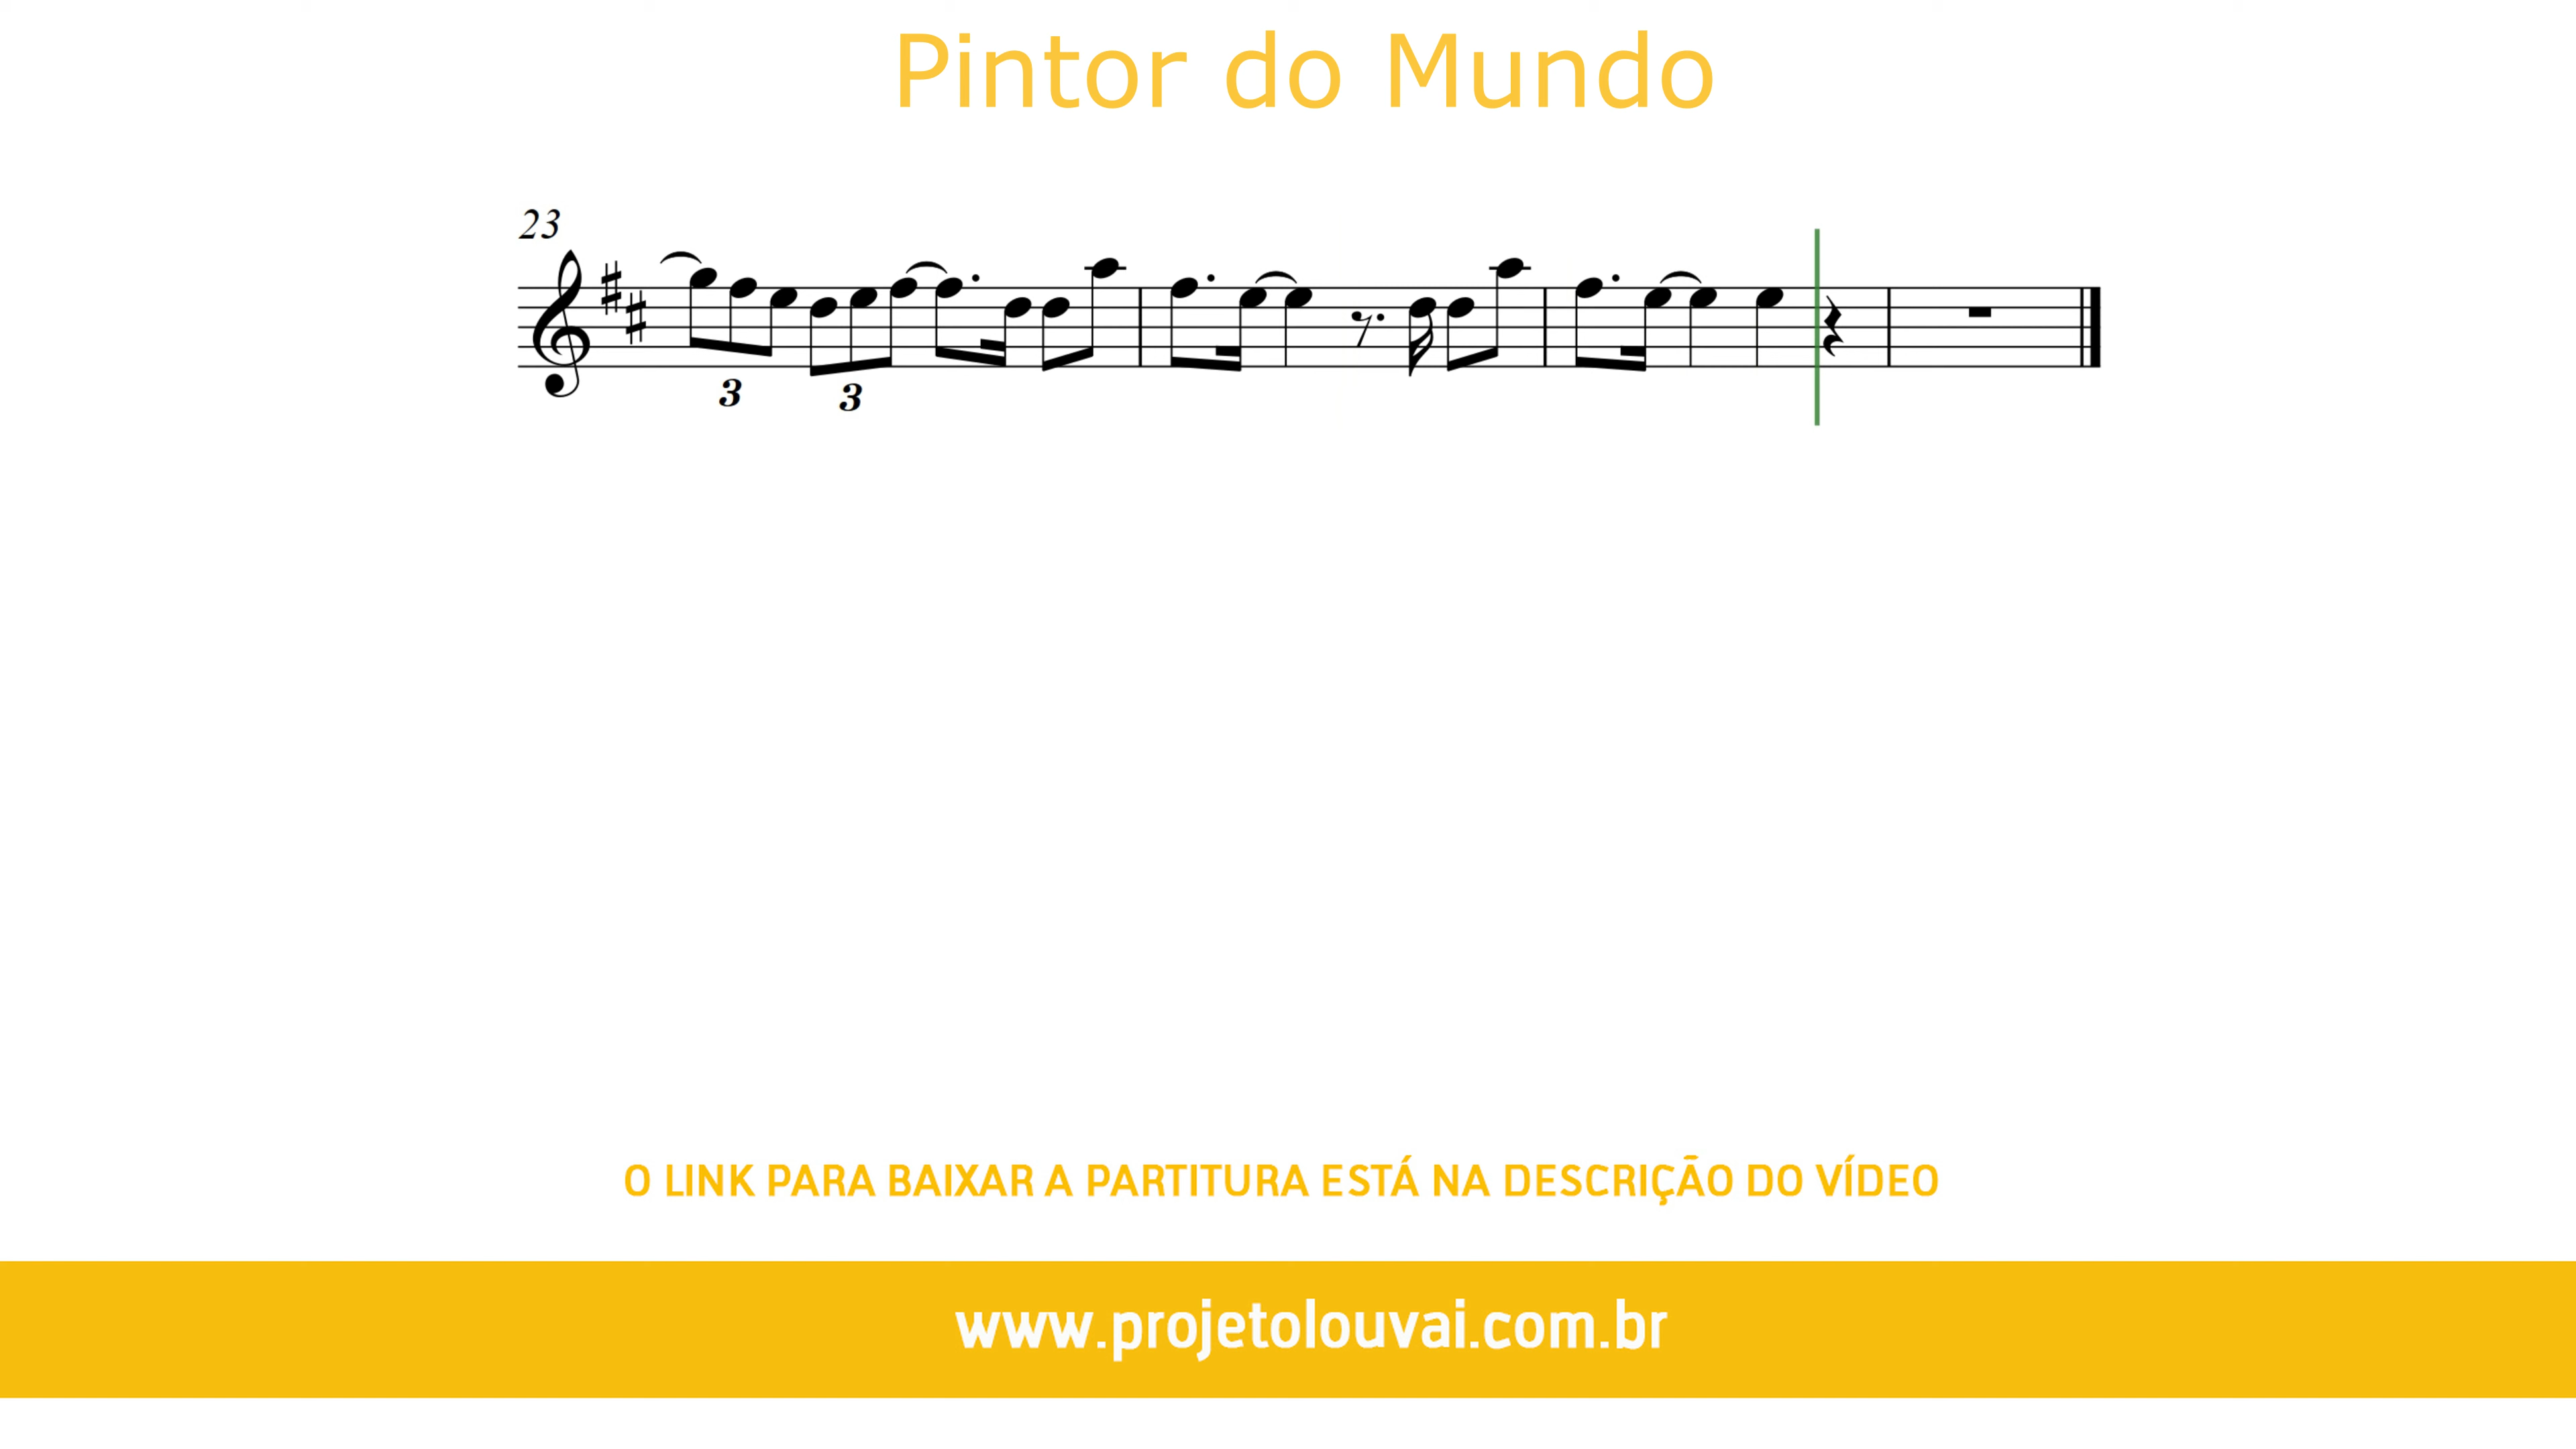 Pintor do Mundo
23
3 3
O LINK PARA BAIXAR A PARTITURA ESTÁ NA DESCRIÇÃO DO VÍDEO
www.projetolouvai.com.br